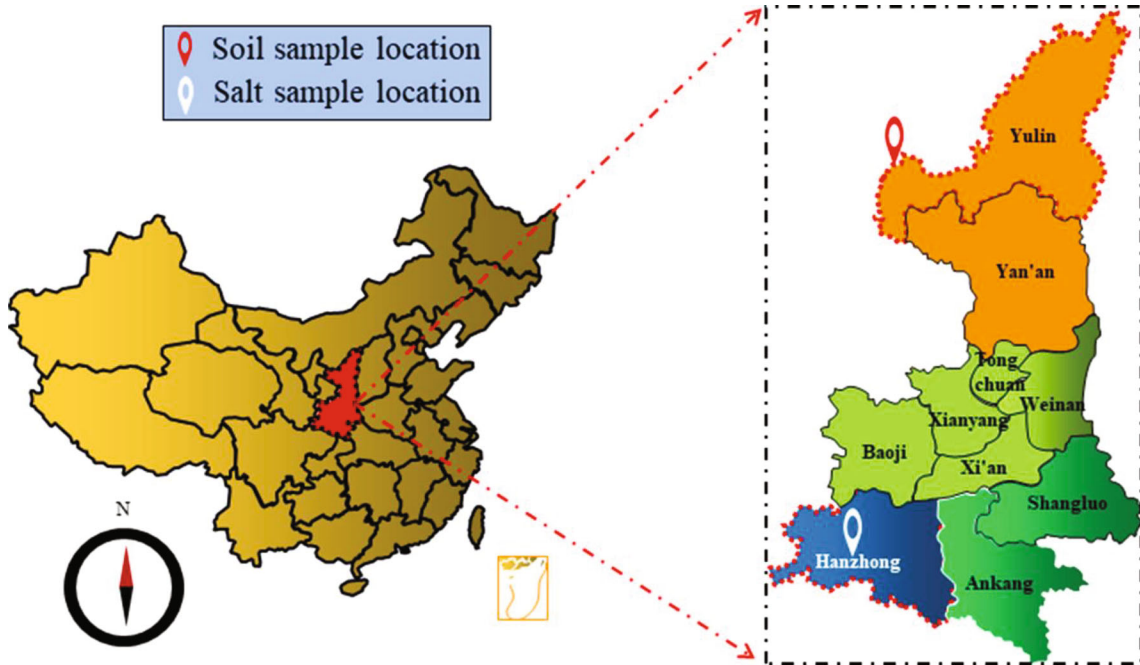 Soil sample location
Salt sample location
N
Yulin
Yan'an
Tong
chuan
Weinan
Xianyang
Baoji
Xi'an
Shangluo
Hanzhong
Ankang